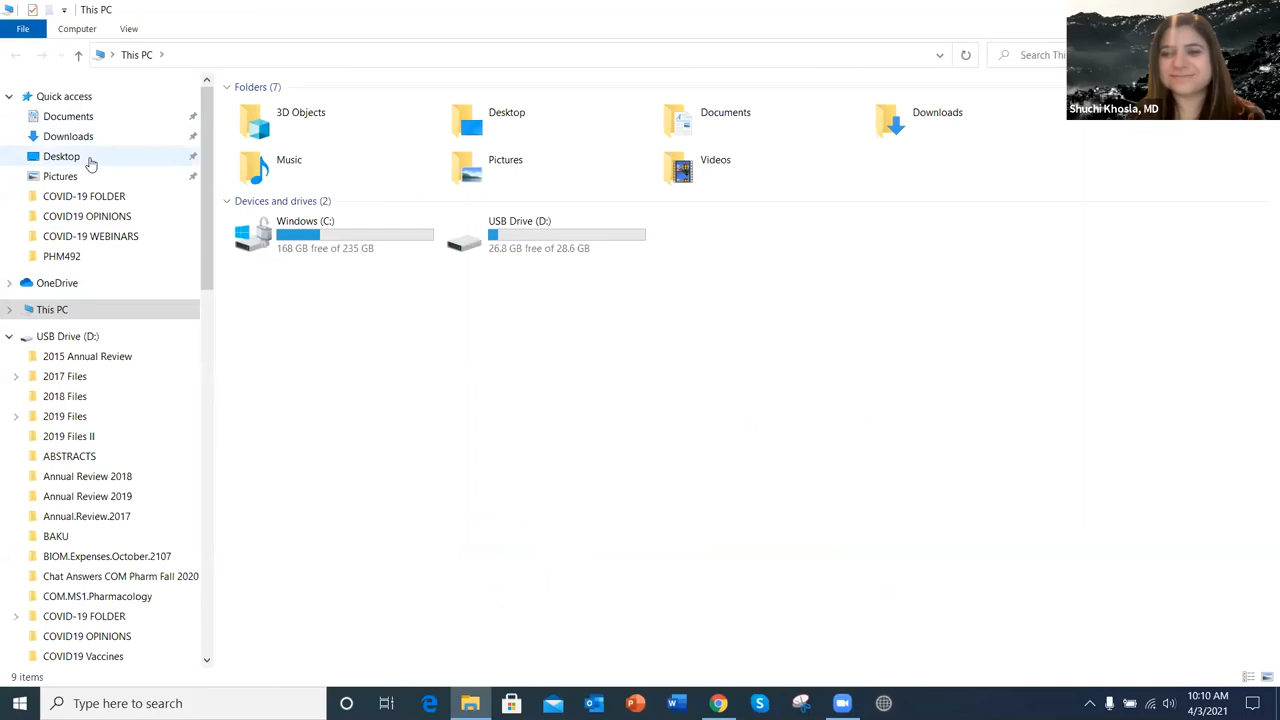 This PC
File Computer View
This PC
Search Thi
Shuchi Khosla, MD
Quick access
Documents
Downloads
Desktop
Pictures
COVID-19 FOLDER
COVID19 OPINIONS
COVID-19 WEBINARS
PHM492
OneDrive
This PC
USB Drive (D:)
2015 Annual Review
2017 Files
2018 Files
2019 Files
2019 Files II
ABSTRACTS
Annual Review 2018
Annual Review 2019
Annual.Review.2017
BAKU
BIOM.Expenses.October.2107
Chat Answers COM Pharm Fall 2020
COM.MS1.Pharmacology
COVID-19 FOLDER
COVID19 OPINIONS
COVID19 Vaccines
Folders (7)
3D Objects Desktop Documents Downloads
Music Pictures Videos
Devices and drives (2)
Windows (C:) USB Drive (D:)
168 GB free of 235 GB 26.8 GB free of 28.6 GB
9 items
Type here to search
10:10 AM
4/3/2021